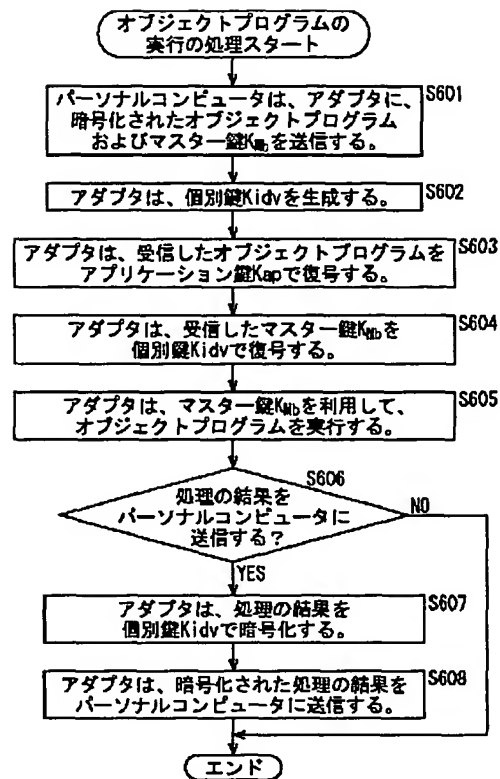 オブジェクトプログラムの
実行の処理スタート
S601
パーソナルコンピュータは、アダプタに、
暗号化されたオブジェクトプログラム
およびマスター鍵KMbを送信する。
S602
アダプタは、個別鍵Kidvを生成する。
S603
アダプタは、受信したオブジェクトプログラムを
アプリケーション鍵Kapで復号する。
S604
アダプタは、受信したマスター鍵KMbを
個別鍵Kidvで復号する。
S605
アダプタは、マスター鍵KMbを利用して、
オブジェクトプログラムを実行する。
S606
処理の結果を
パーソナルコンピュータに
送信する？
NO
YES
S607
アダプタは、処理の結果を
個別鍵Kidvで暗号化する。
S608
アダプタは、暗号化された処理の結果を
パーソナルコンピュータに送信する。
エンド